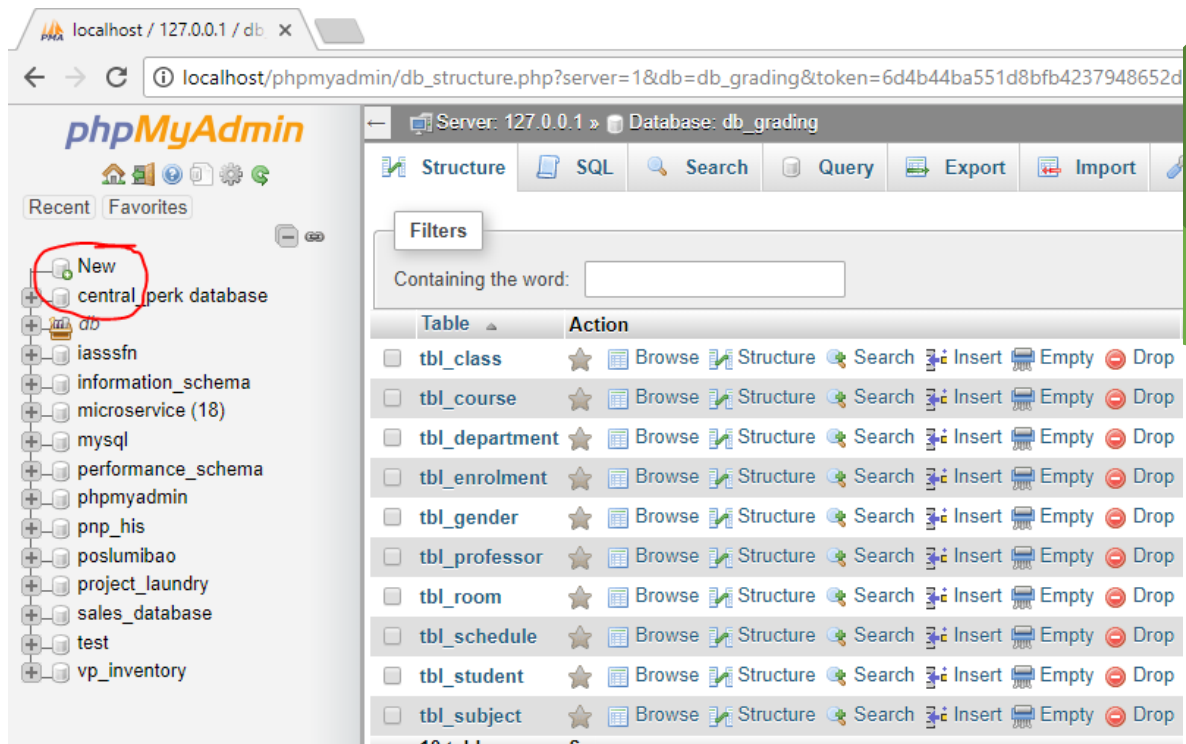 localhost / 127.0.0.1 / db
localhost/phpmyadmin/db_structure.php?server=1&db=db_grading&token=6d4b44ba551d8bfb4237948652d
phpMyAdmin
Recent Favorites
New
central_perk database
db
iasssfn
information_schema
microservice (18)
mysql
performance_schema
phpmyadmin
pnp_his
poslumibao
project_laundry
sales_database
test
vp_inventory
Server: 127.0.0.1 » Database: db_grading
Structure SQL Search Query Export Import
Filters
Containing the word:
Table Action
tbl_class Browse Structure Search Insert Empty Drop
tbl_course Browse Structure Search Insert Empty Drop
tbl_department Browse Structure Search Insert Empty Drop
tbl_enrolment Browse Structure Search Insert Empty Drop
tbl_gender Browse Structure Search Insert Empty Drop
tbl_professor Browse Structure Search Insert Empty Drop
tbl_room Browse Structure Search Insert Empty Drop
tbl_schedule Browse Structure Search Insert Empty Drop
tbl_student Browse Structure Search Insert Empty Drop
tbl_subject Browse Structure Search Insert Empty Drop